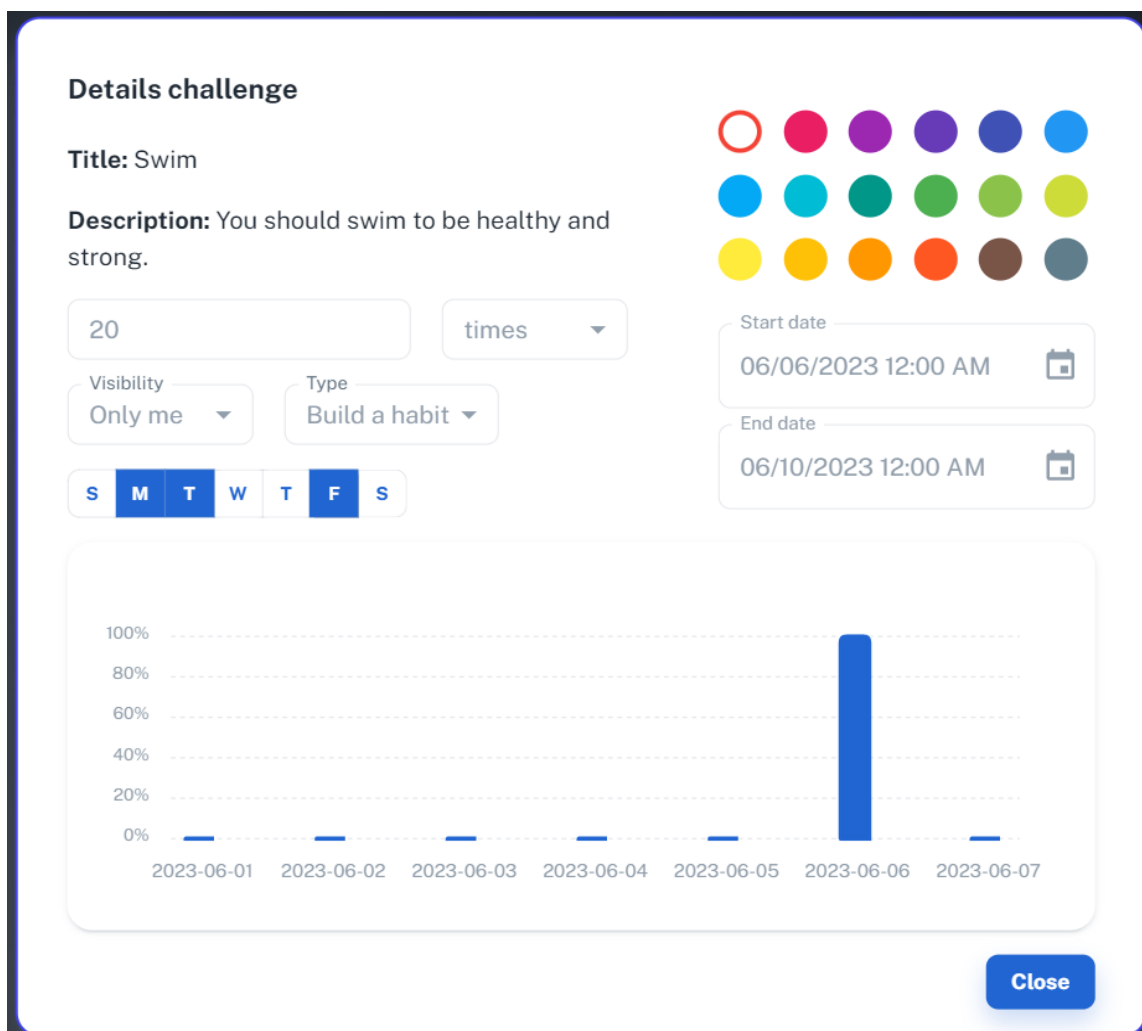 Details challenge
Title: Swim
Description: You should swim to be healthy and
strong.
20
times
Visibility
Only me
Type
Build a habit
S M T W T F S
Start date
06/06/2023 12:00 AM
End date
06/10/2023 12:00 AM
100%
80%
60%
40%
20%
0%
2023-06-01 2023-06-02 2023-06-03 2023-06-04 2023-06-05 2023-06-06 2023-06-07
Close